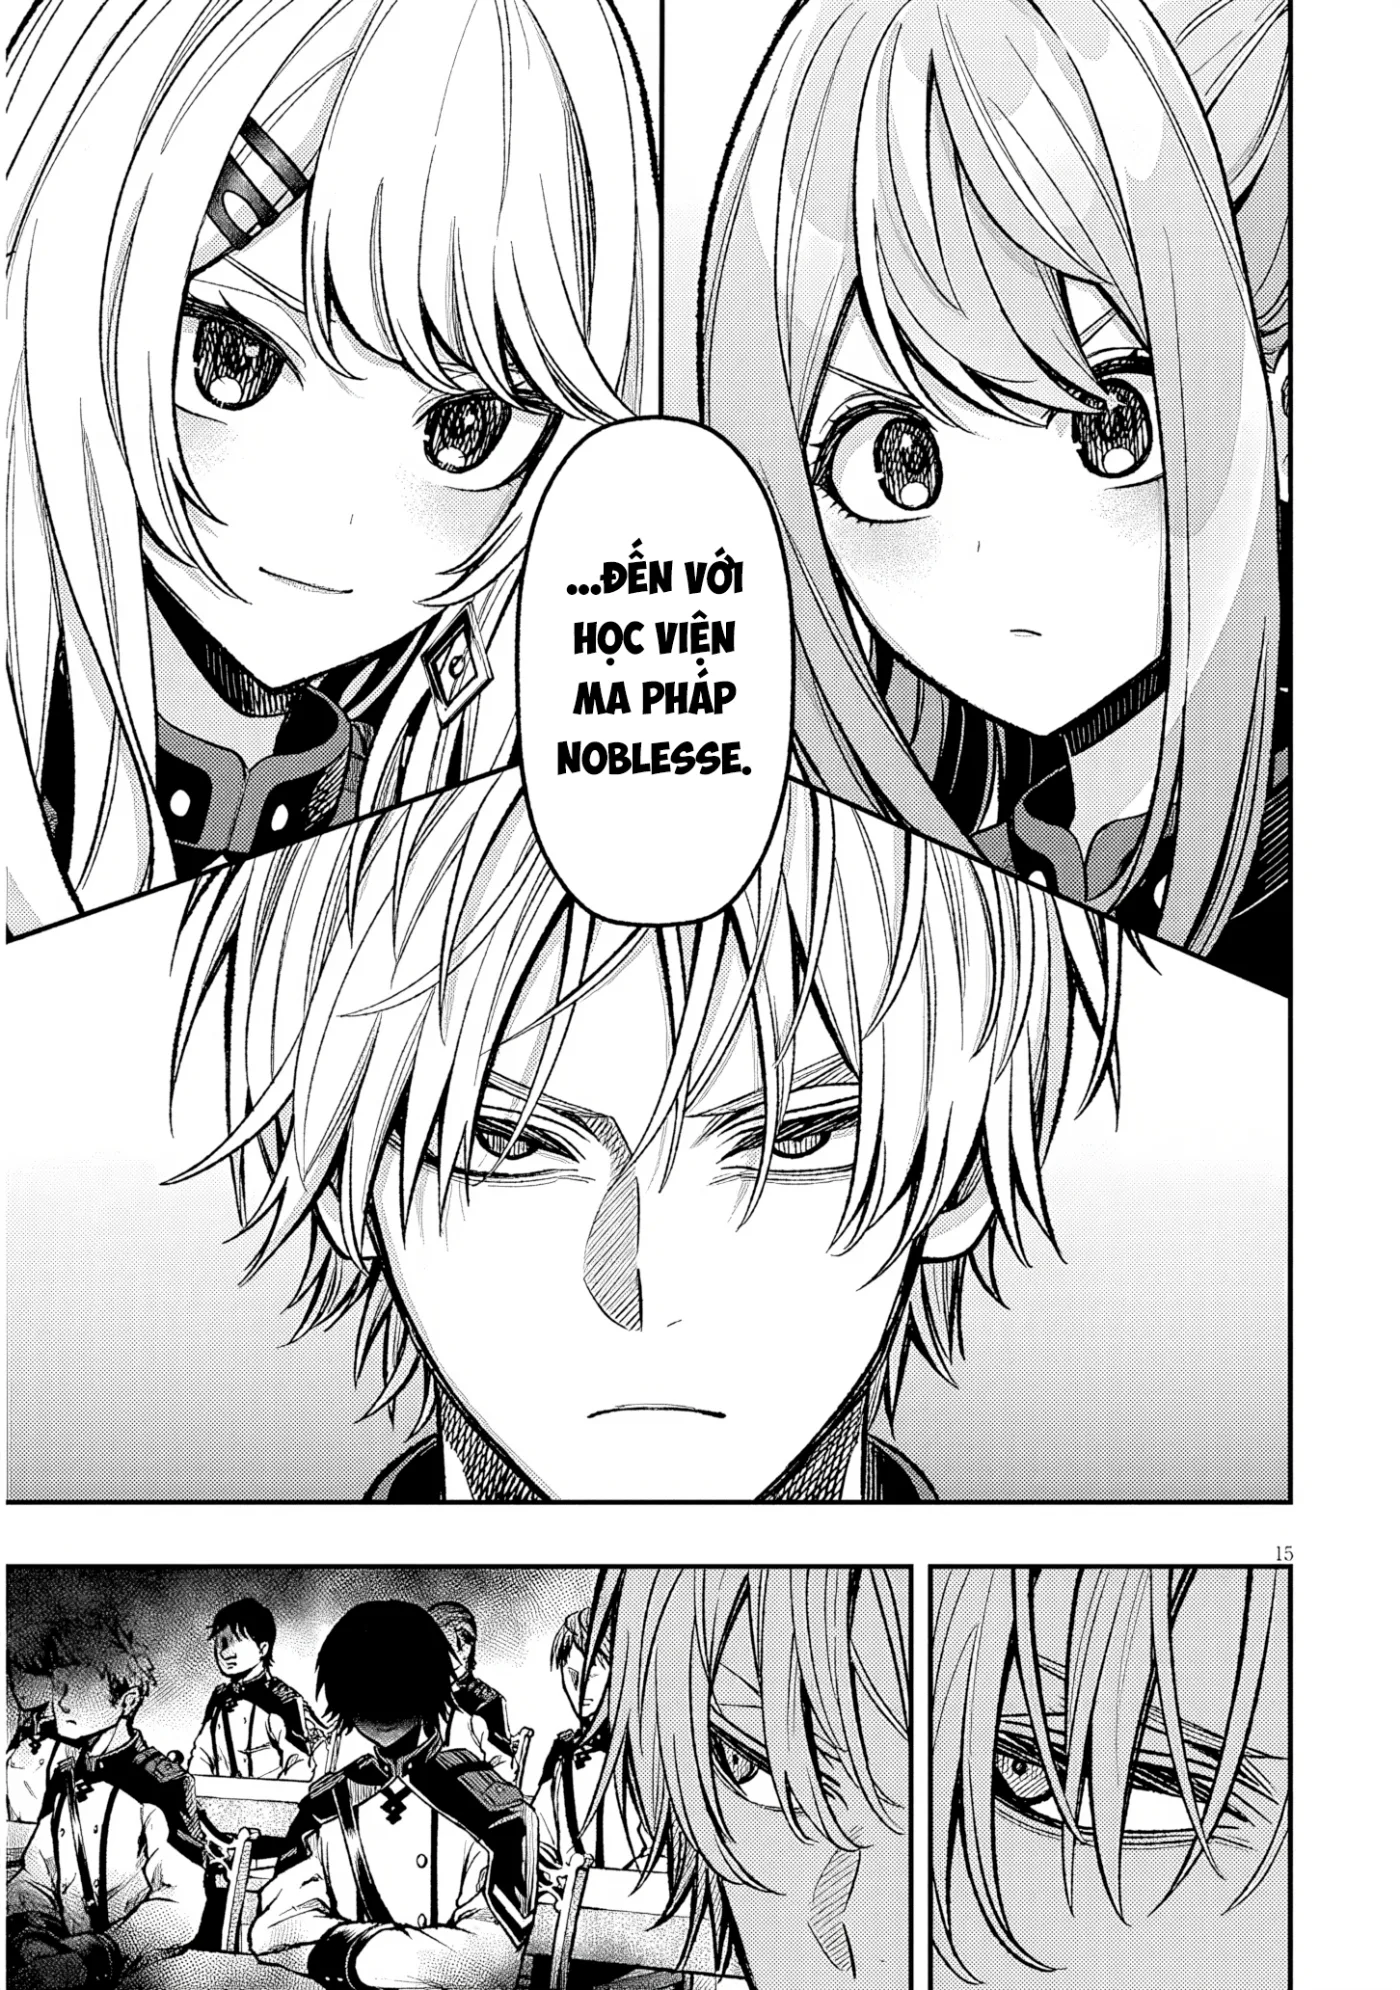 ...ĐẾN VỚI
HỌC VIỆN
MA PHÁP
NOBLESSE.
15